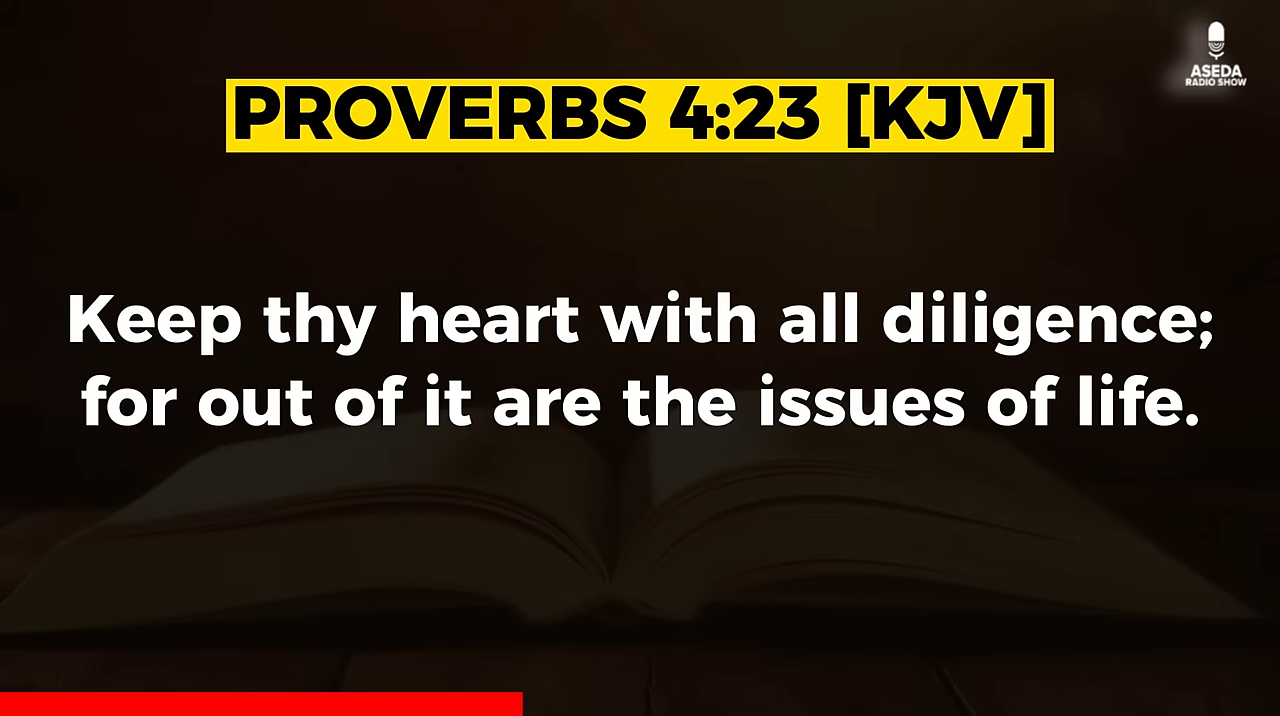 ASEDA
RADIO SHOW
PROVERBS 4:23 [KJV]
Keep thy heart with all diligence;
for out of it are the issues of life.